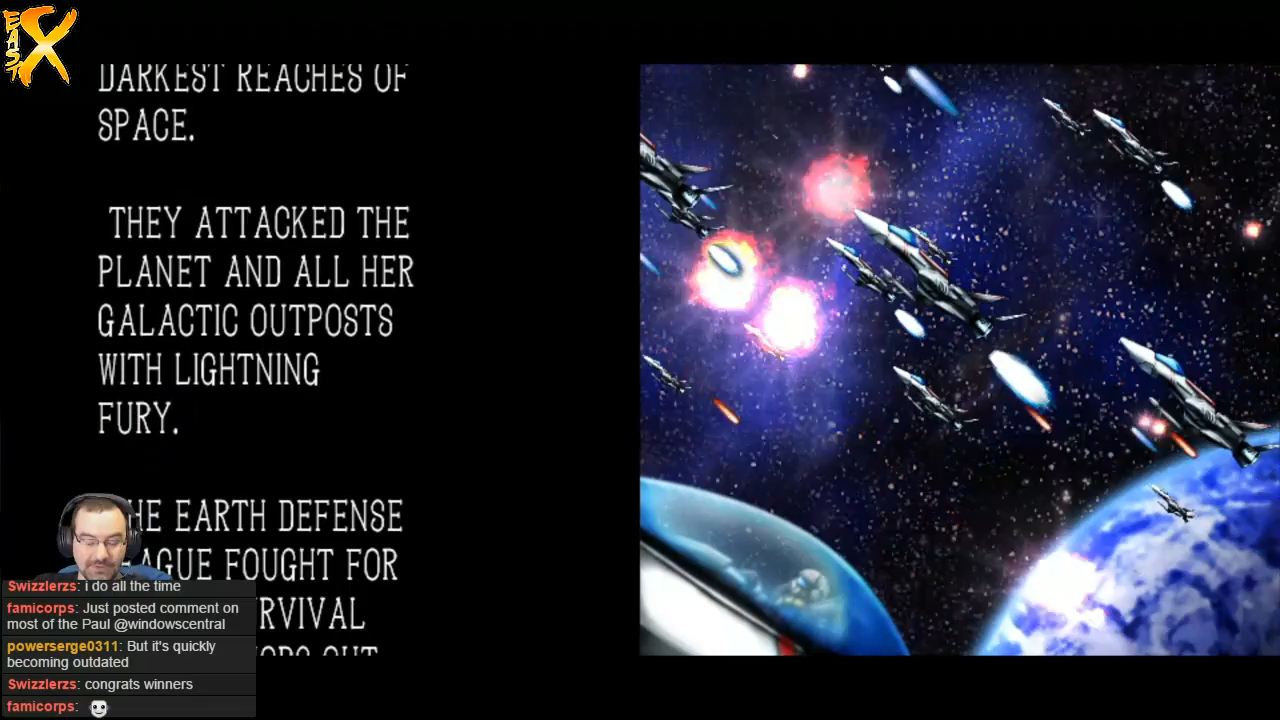 EAST
X
DARKEST REACHES OF
SPACE.
THEY ATTACKED THE
PLANET AND ALL HER
GALACTIC OUTPOSTS
WITH LIGHTNING
FURY.
HE EARTH DEFENSE
AGUE FOUGHT FOR
RVIVAL
Swizzlerzs: i do all the time
famicorps: Just posted comment on
most of the Paul @windowscentral
powerserge0311: But it's quickly
becoming outdated
Swizzlerzs: congrats winners
famicorps: